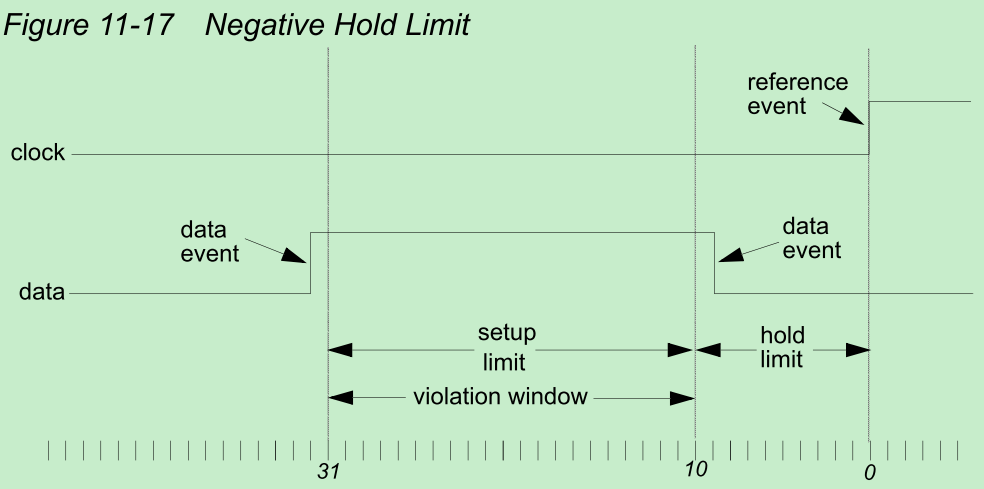 Figure 11-17 Negative Hold Limit
reference
event
clock
data
event
data
event
data
setup
limit
hold
limit
violation window
31
10
0